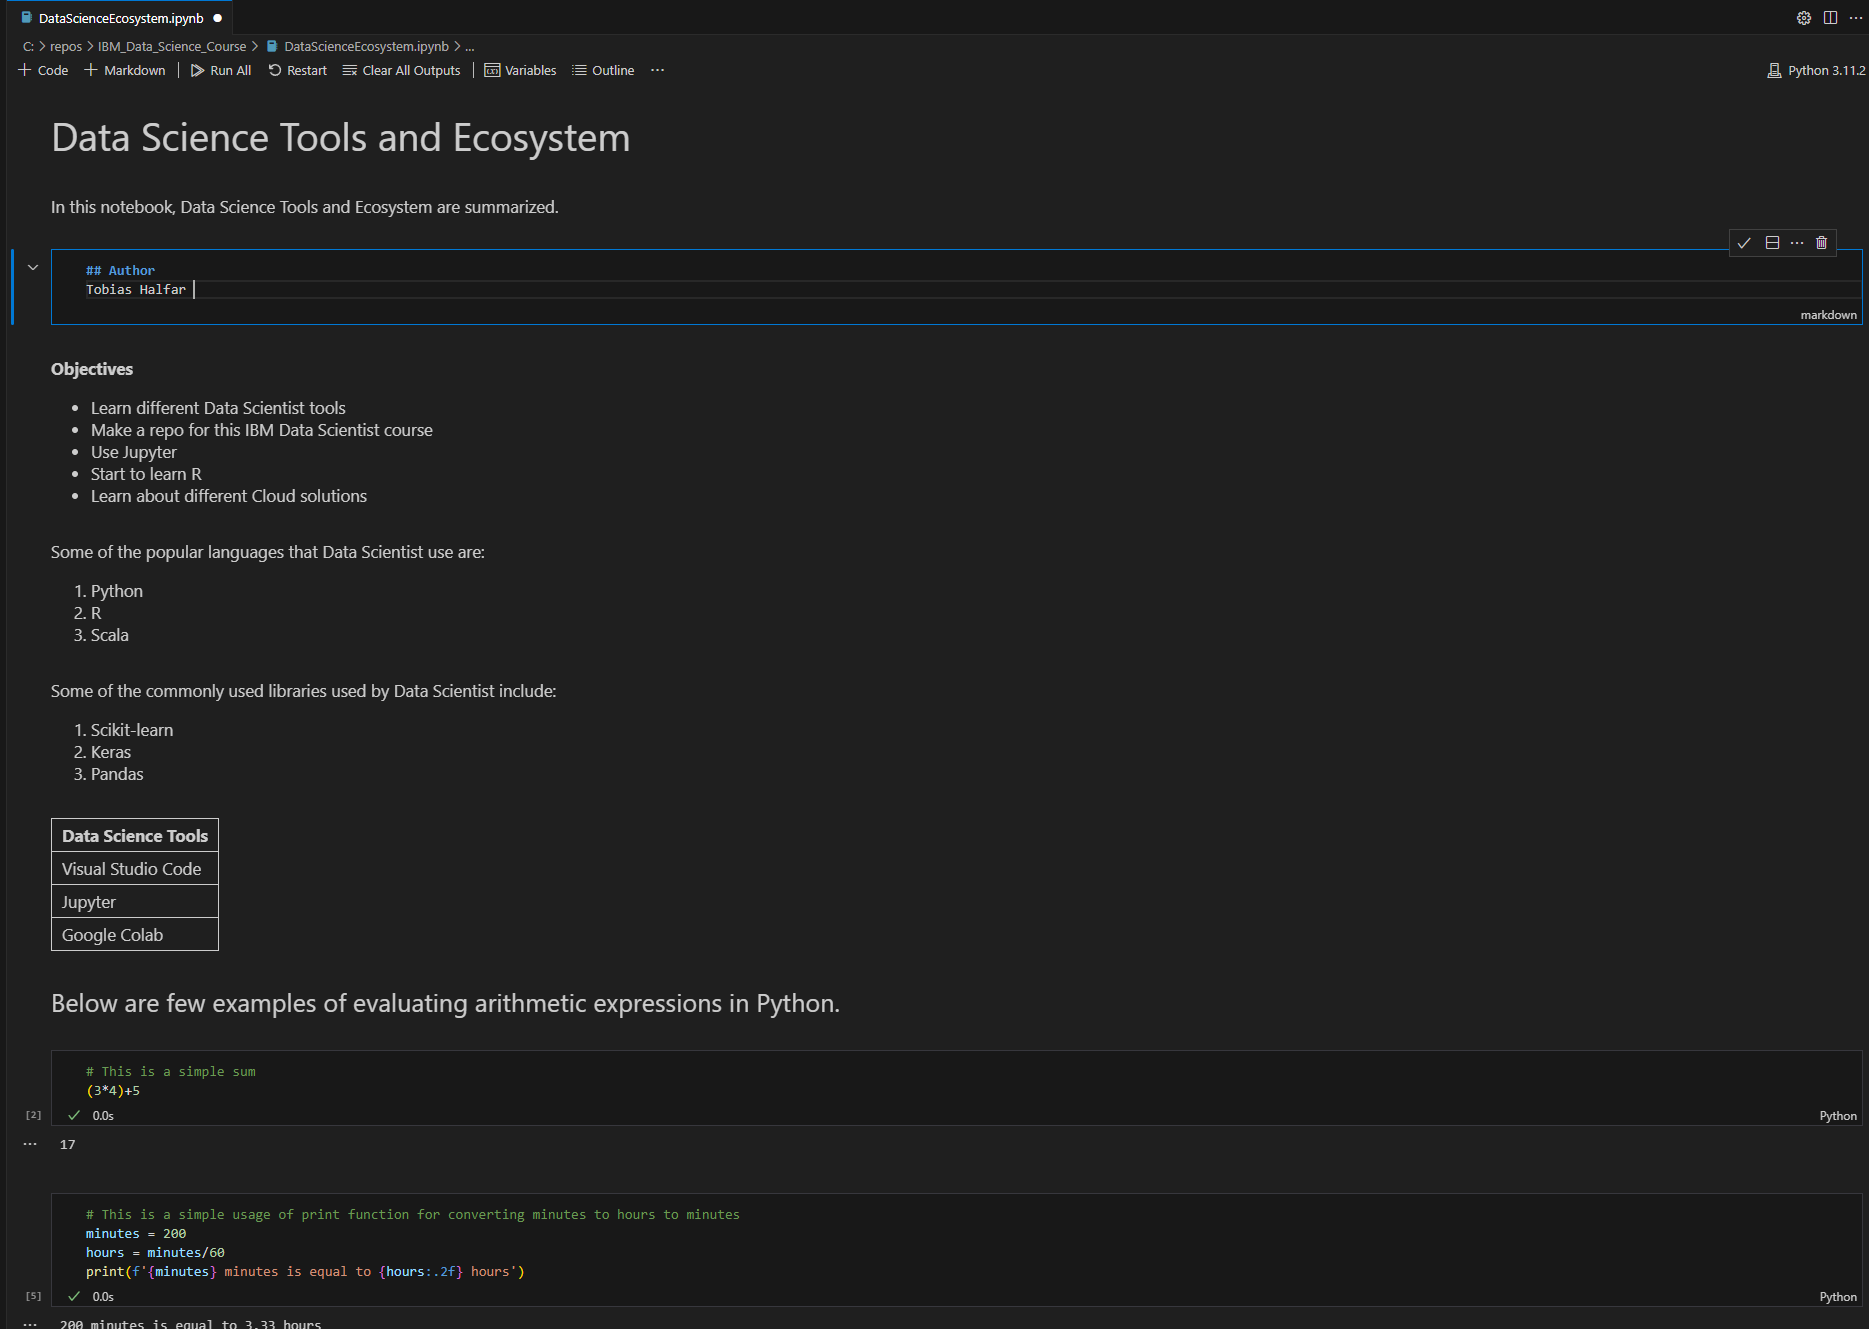 DataScienceEcosystem.ipynb
C: > repos > IBM_Data_Science_Course > DataScienceEcosystem.ipynb > ...
+ Code + Markdown | Run All Restart Clear All Outputs | Variables Outline ... Python 3.11.2
Data Science Tools and Ecosystem
In this notebook, Data Science Tools and Ecosystem are summarized.
## Author
Tobias Halfar
markdown
Objectives
• Learn different Data Scientist tools
• Make a repo for this IBM Data Scientist course
• Use Jupyter
• Start to learn R
• Learn about different Cloud solutions
Some of the popular languages that Data Scientist use are:
1. Python
2. R
3. Scala
Some of the commonly used libraries used by Data Scientist include:
1. Scikit-learn
2. Keras
3. Pandas
Data Science Tools
Visual Studio Code
Jupyter
Google Colab
Below are few examples of evaluating arithmetic expressions in Python.
# This is a simple sum
(3*4)+5
[2] ✓ 0.0s Python
... 17
# This is a simple usage of print function for converting minutes to hours to minutes
minutes = 200
hours = minutes/60
print(f'{minutes} minutes is equal to {hours:.2f} hours')
[5] ✓ 0.0s Python
... 200 minutes is equal to 3.33 hours